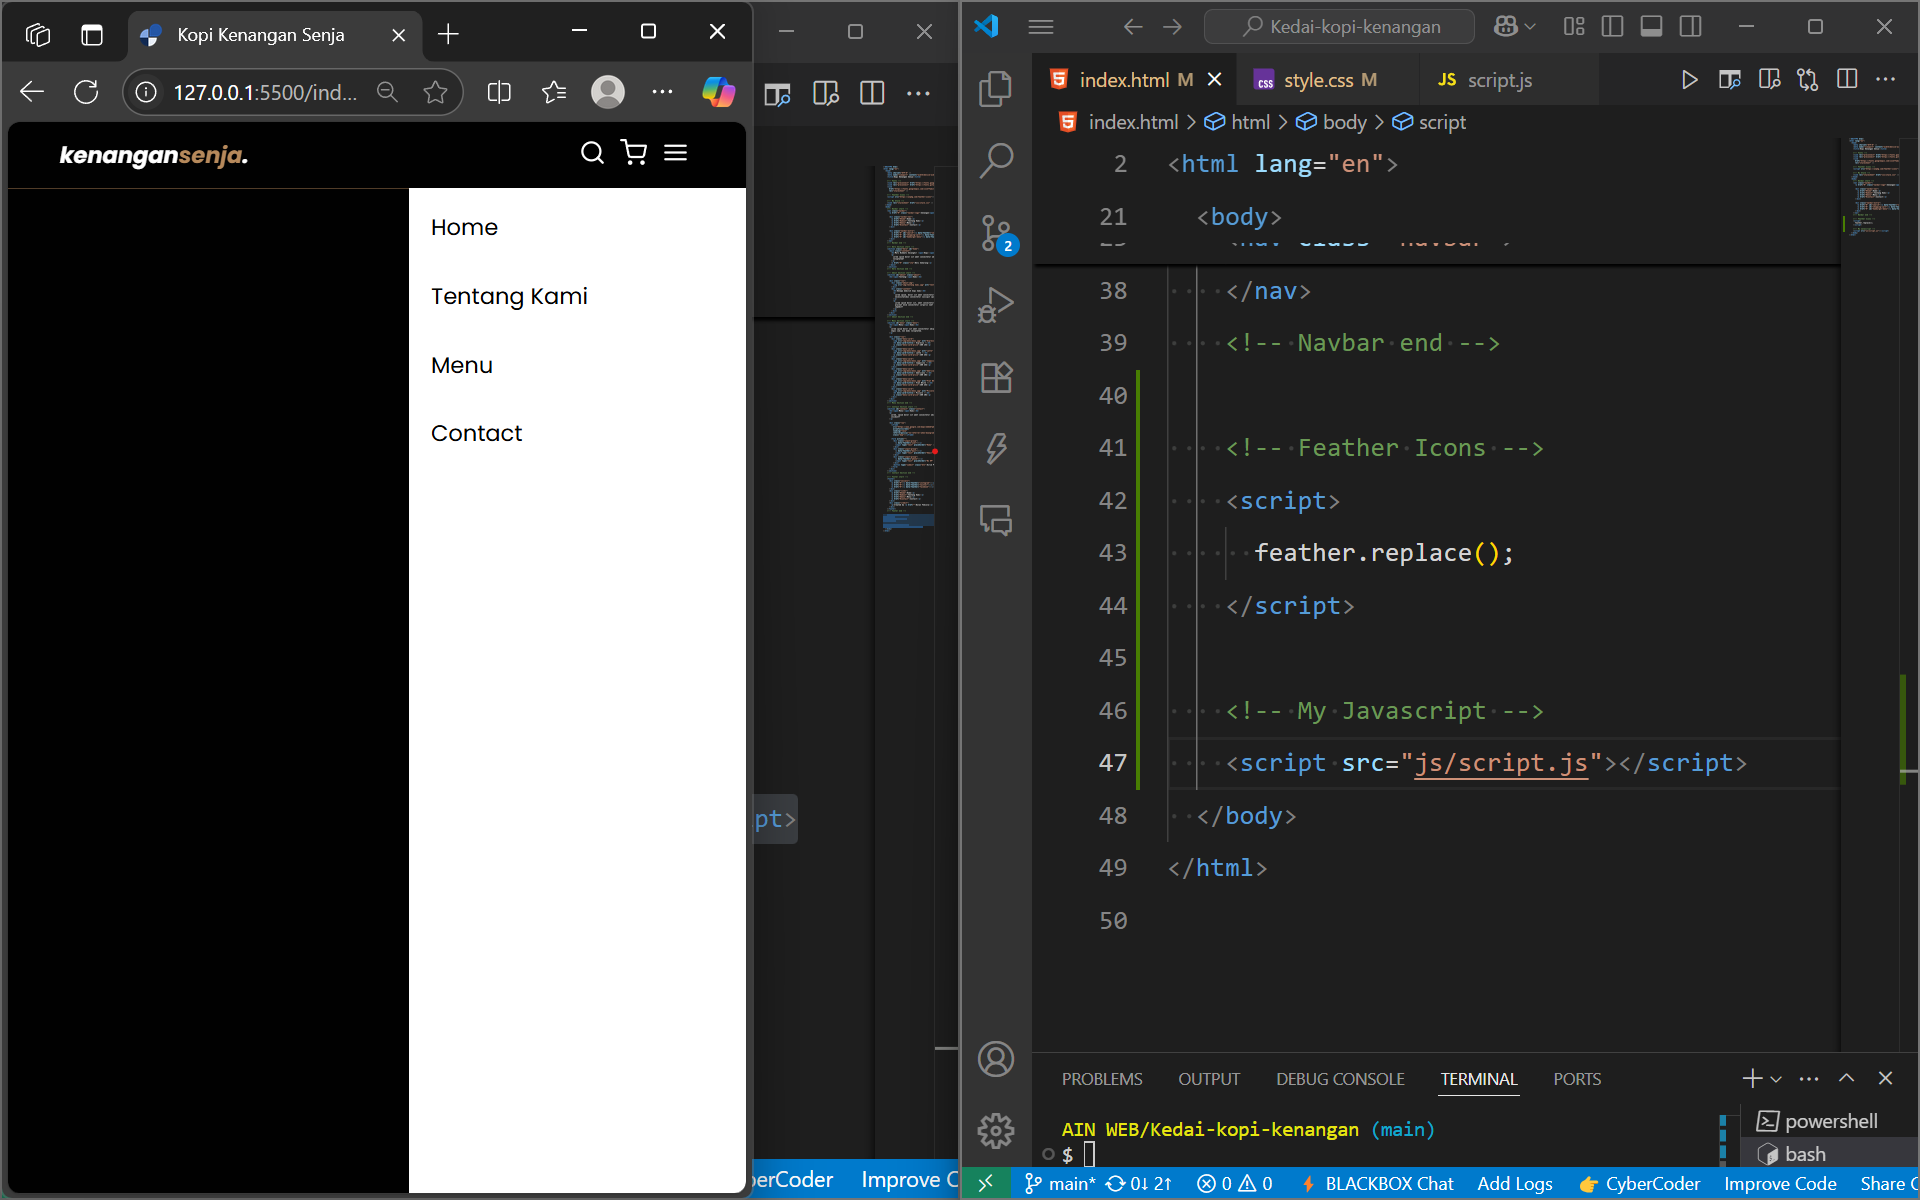 Kopi Kenangan Senja
127.0.0.1:5500/ind...
kenangansenja.
Home
Tentang Kami
Menu
Contact
pt>
berCoder Improve C
Kedai-kopi-kenangan
index.html M
style.css M
JS script.js
index.html > html > body > script
2 <html lang="en">
21 <body>
38 </nav>
39 <!-- Navbar end -->
40
41 <!-- Feather Icons -->
42 <script>
43 feather.replace();
44 </script>
45
46 <!-- My Javascript -->
47 <script src="js/script.js"></script>
48 </body>
49 </html>
50
2
PROBLEMS OUTPUT DEBUG CONSOLE TERMINAL PORTS
AIN WEB/Kedai-kopi-kenangan (main)
$
powershell
bash
main* 0↓ 2↑ 0 0 BLACKBOX Chat Add Logs CyberCoder Improve Code Share C